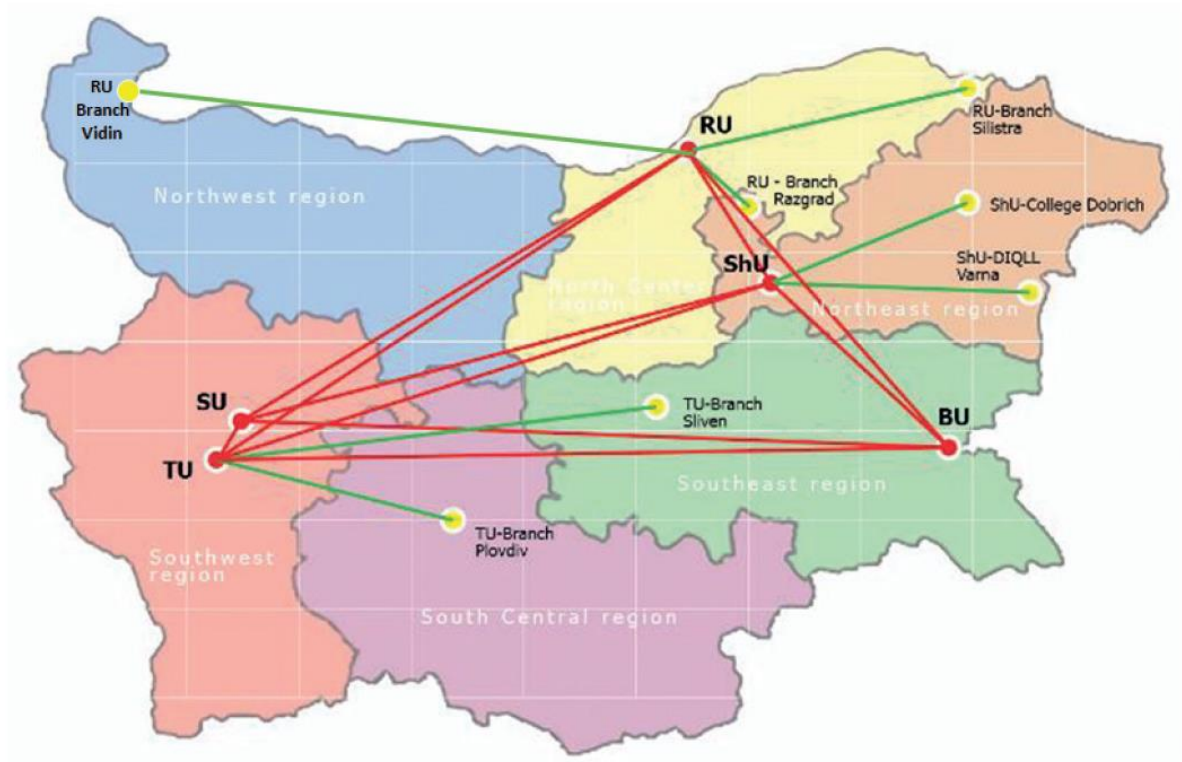 RU
Branch
Vidin
RU
RU-Branch
Silistra
Northwest region
RU - Branch
Razgrad
ShU-College Dobrich
ShU
ShU-DIQLL
Varna
North Center
region
Northeast region
SU
TU-Branch
Sliven
BU
TU
Southeast region
TU-Branch
Plovdiv
Southwest
region
South Central region